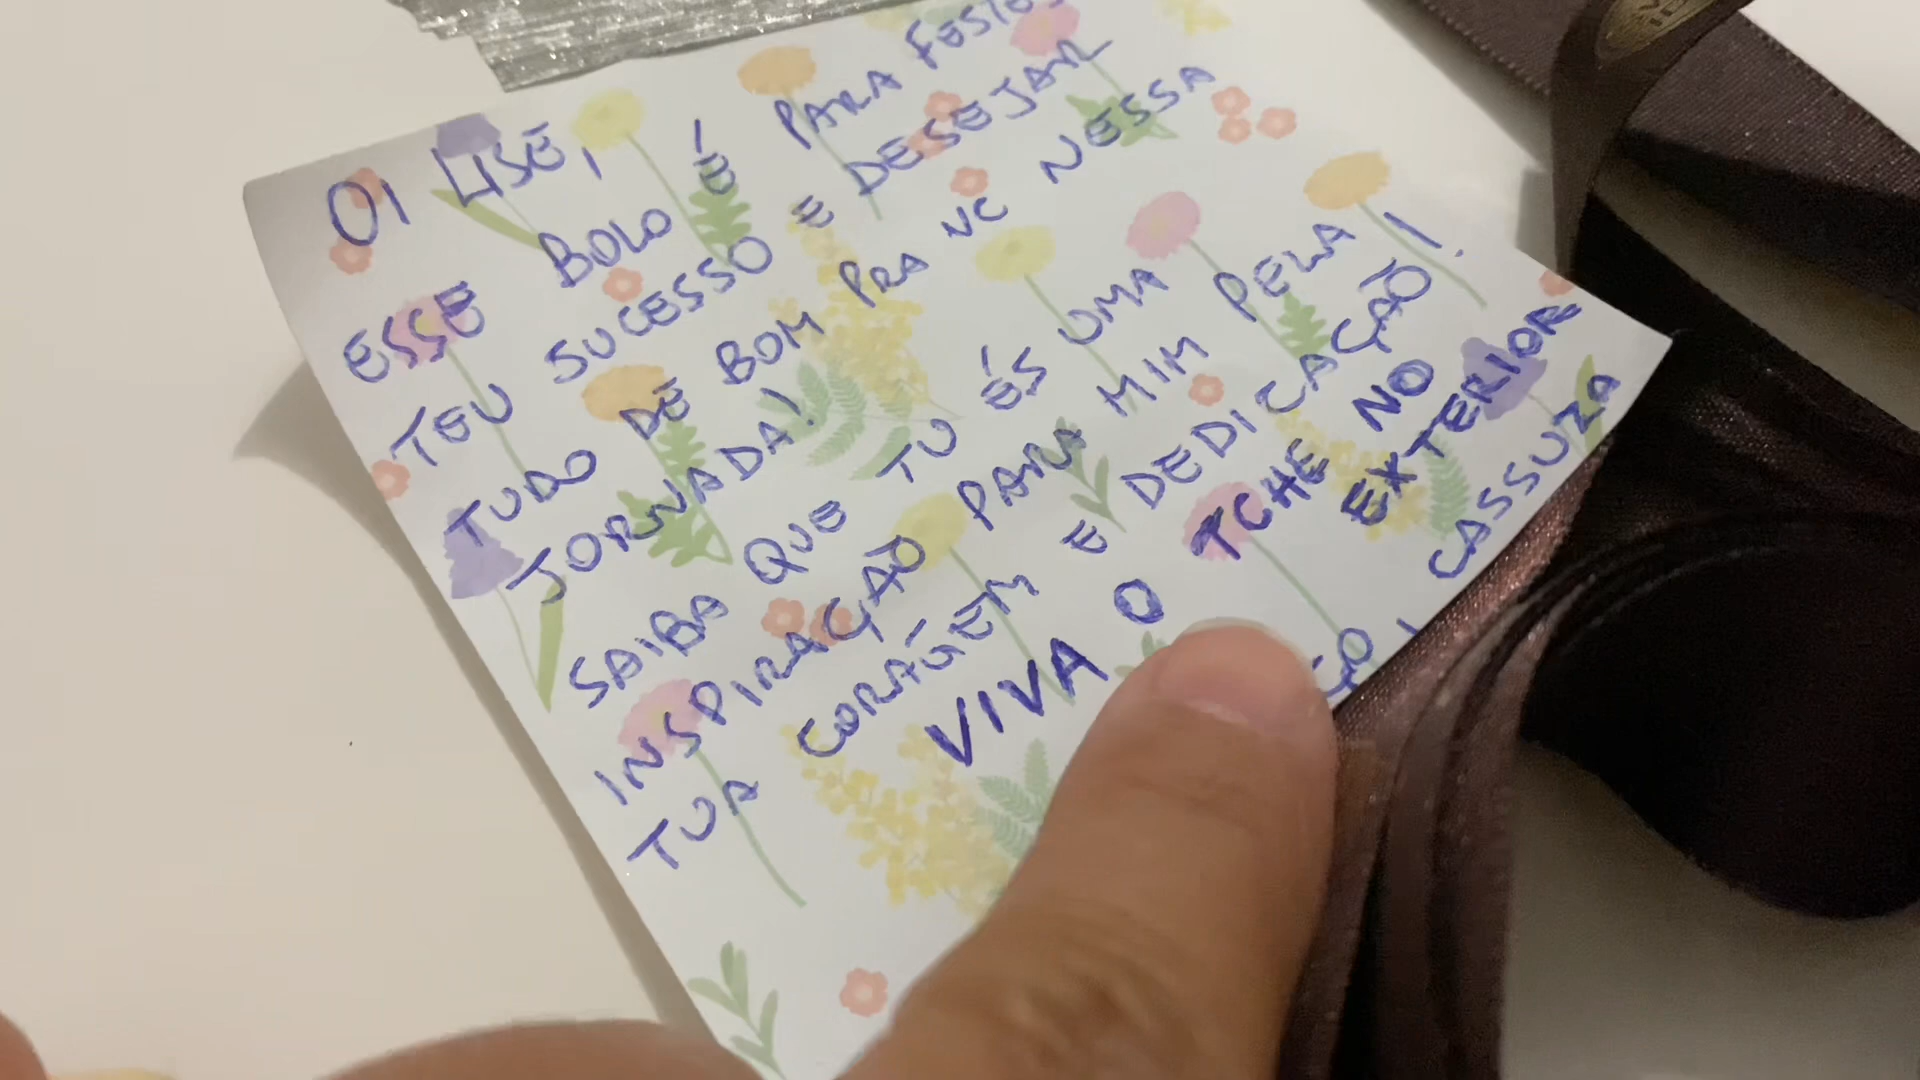 OI LISE,
ESSE BOLO É PARA
TEU SUCESSO E DESEJAR
TUDO DE BOM PRA VC NESSA
JORNADA!
SAIBA QUE TU ÉS UMA
INSPIRAÇÃO PARA MIM PELA
TUA CORAGEM E DEDICAÇÃO!
VIVA O TCHE NO
EXTERIOR
CASSUZA